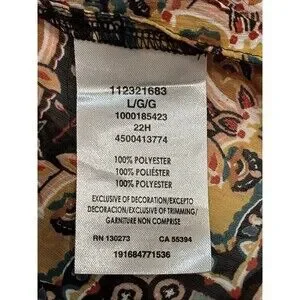 112321683
L/G/G
1000185423
22H
4500413774
100% POLYESTER
100% POLIÉSTER
100% POLYESTER
EXCLUSIVE OF DECORATION/EXCEPTO
DECORACIÓN/EXCLUSIVE OF TRIMMING/
GARNITURE NON COMPRISE
RN 130273 CA 55394
191684771536